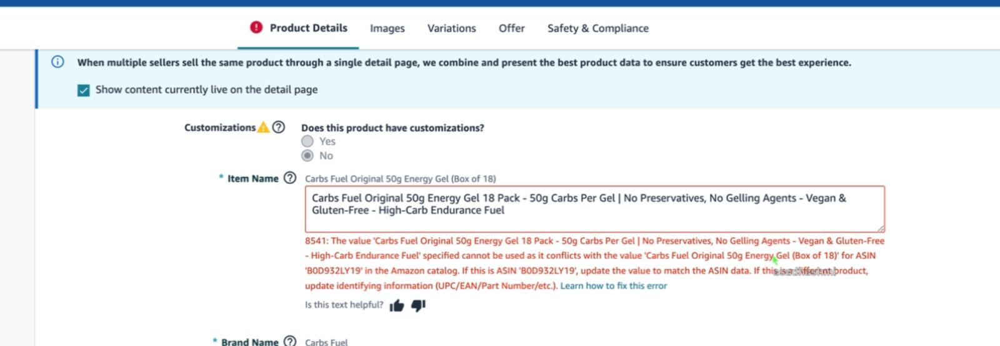 Product Details Images Variations Offer Safety & Compliance
When multiple sellers sell the same product through a single detail page, we combine and present the best product data to ensure customers get the best experience.
Show content currently live on the detail page
Customizations Does this product have customizations?
Yes
No
* Item Name Carbs Fuel Original 50g Energy Gel (Box of 18)
Carbs Fuel Original 50g Energy Gel 18 Pack - 50g Carbs Per Gel | No Preservatives, No Gelling Agents - Vegan &
Gluten-Free - High-Carb Endurance Fuel
8541: The value 'Carbs Fuel Original 50g Energy Gel 18 Pack - 50g Carbs Per Gel | No Preservatives, No Gelling Agents - Vegan & Gluten-Free
- High-Carb Endurance Fuel' specified cannot be used as it conflicts with the value 'Carbs Fuel Original 50g Energy Gel (Box of 18)' for ASIN
'B0D932LY19' in the Amazon catalog. If this is ASIN 'B0D932LY19', update the value to match the ASIN data. If this is a different product,
update identifying information (UPC/EAN/Part Number/etc.). Learn how to fix this error
Is this text helpful?
* Brand Name Carbs Fuel